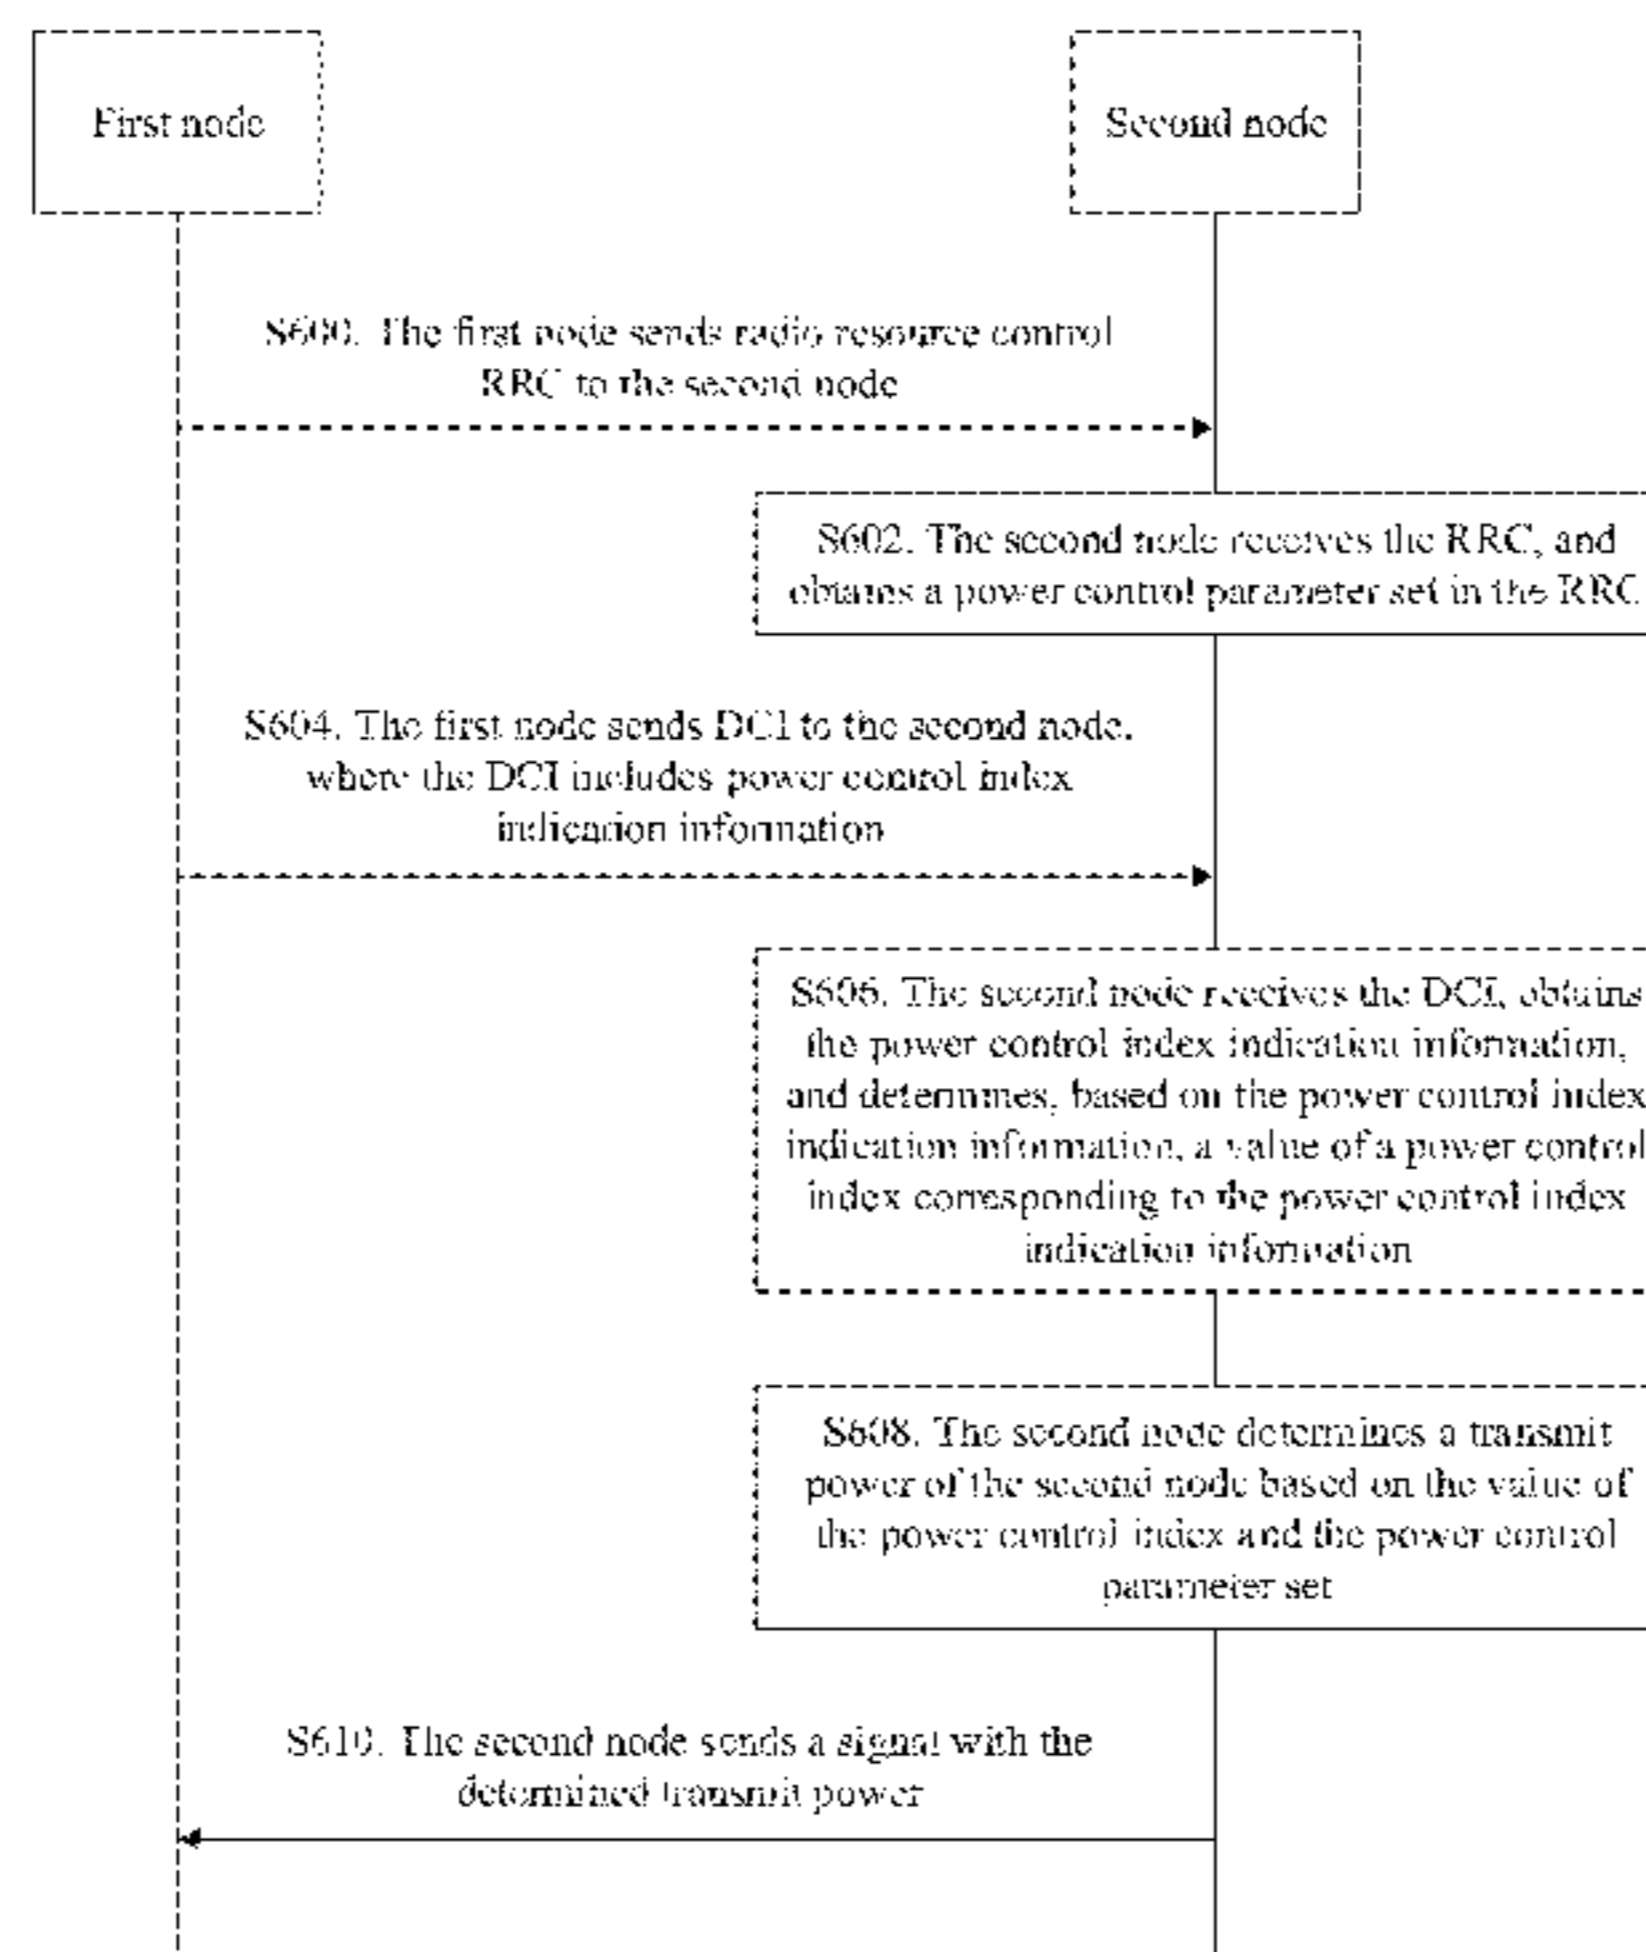 First node
Second node
S600. The first node sends radio resource control
RRC to the second node
S602. The second node receives the RRC, and
obtains a power control parameter set in the RRC
S604. The first node sends DCI to the second node,
where the DCI includes power control index
indication information
S606. The second node receives the DCI, obtains
the power control index indication information,
and determines, based on the power control index
indication information, a value of a power control
index corresponding to the power control index
indication information
S608. The second node determines a transmit
power of the second node based on the value of
the power control index and the power control
parameter set
S610. The second node sends a signal with the
determined transmit power